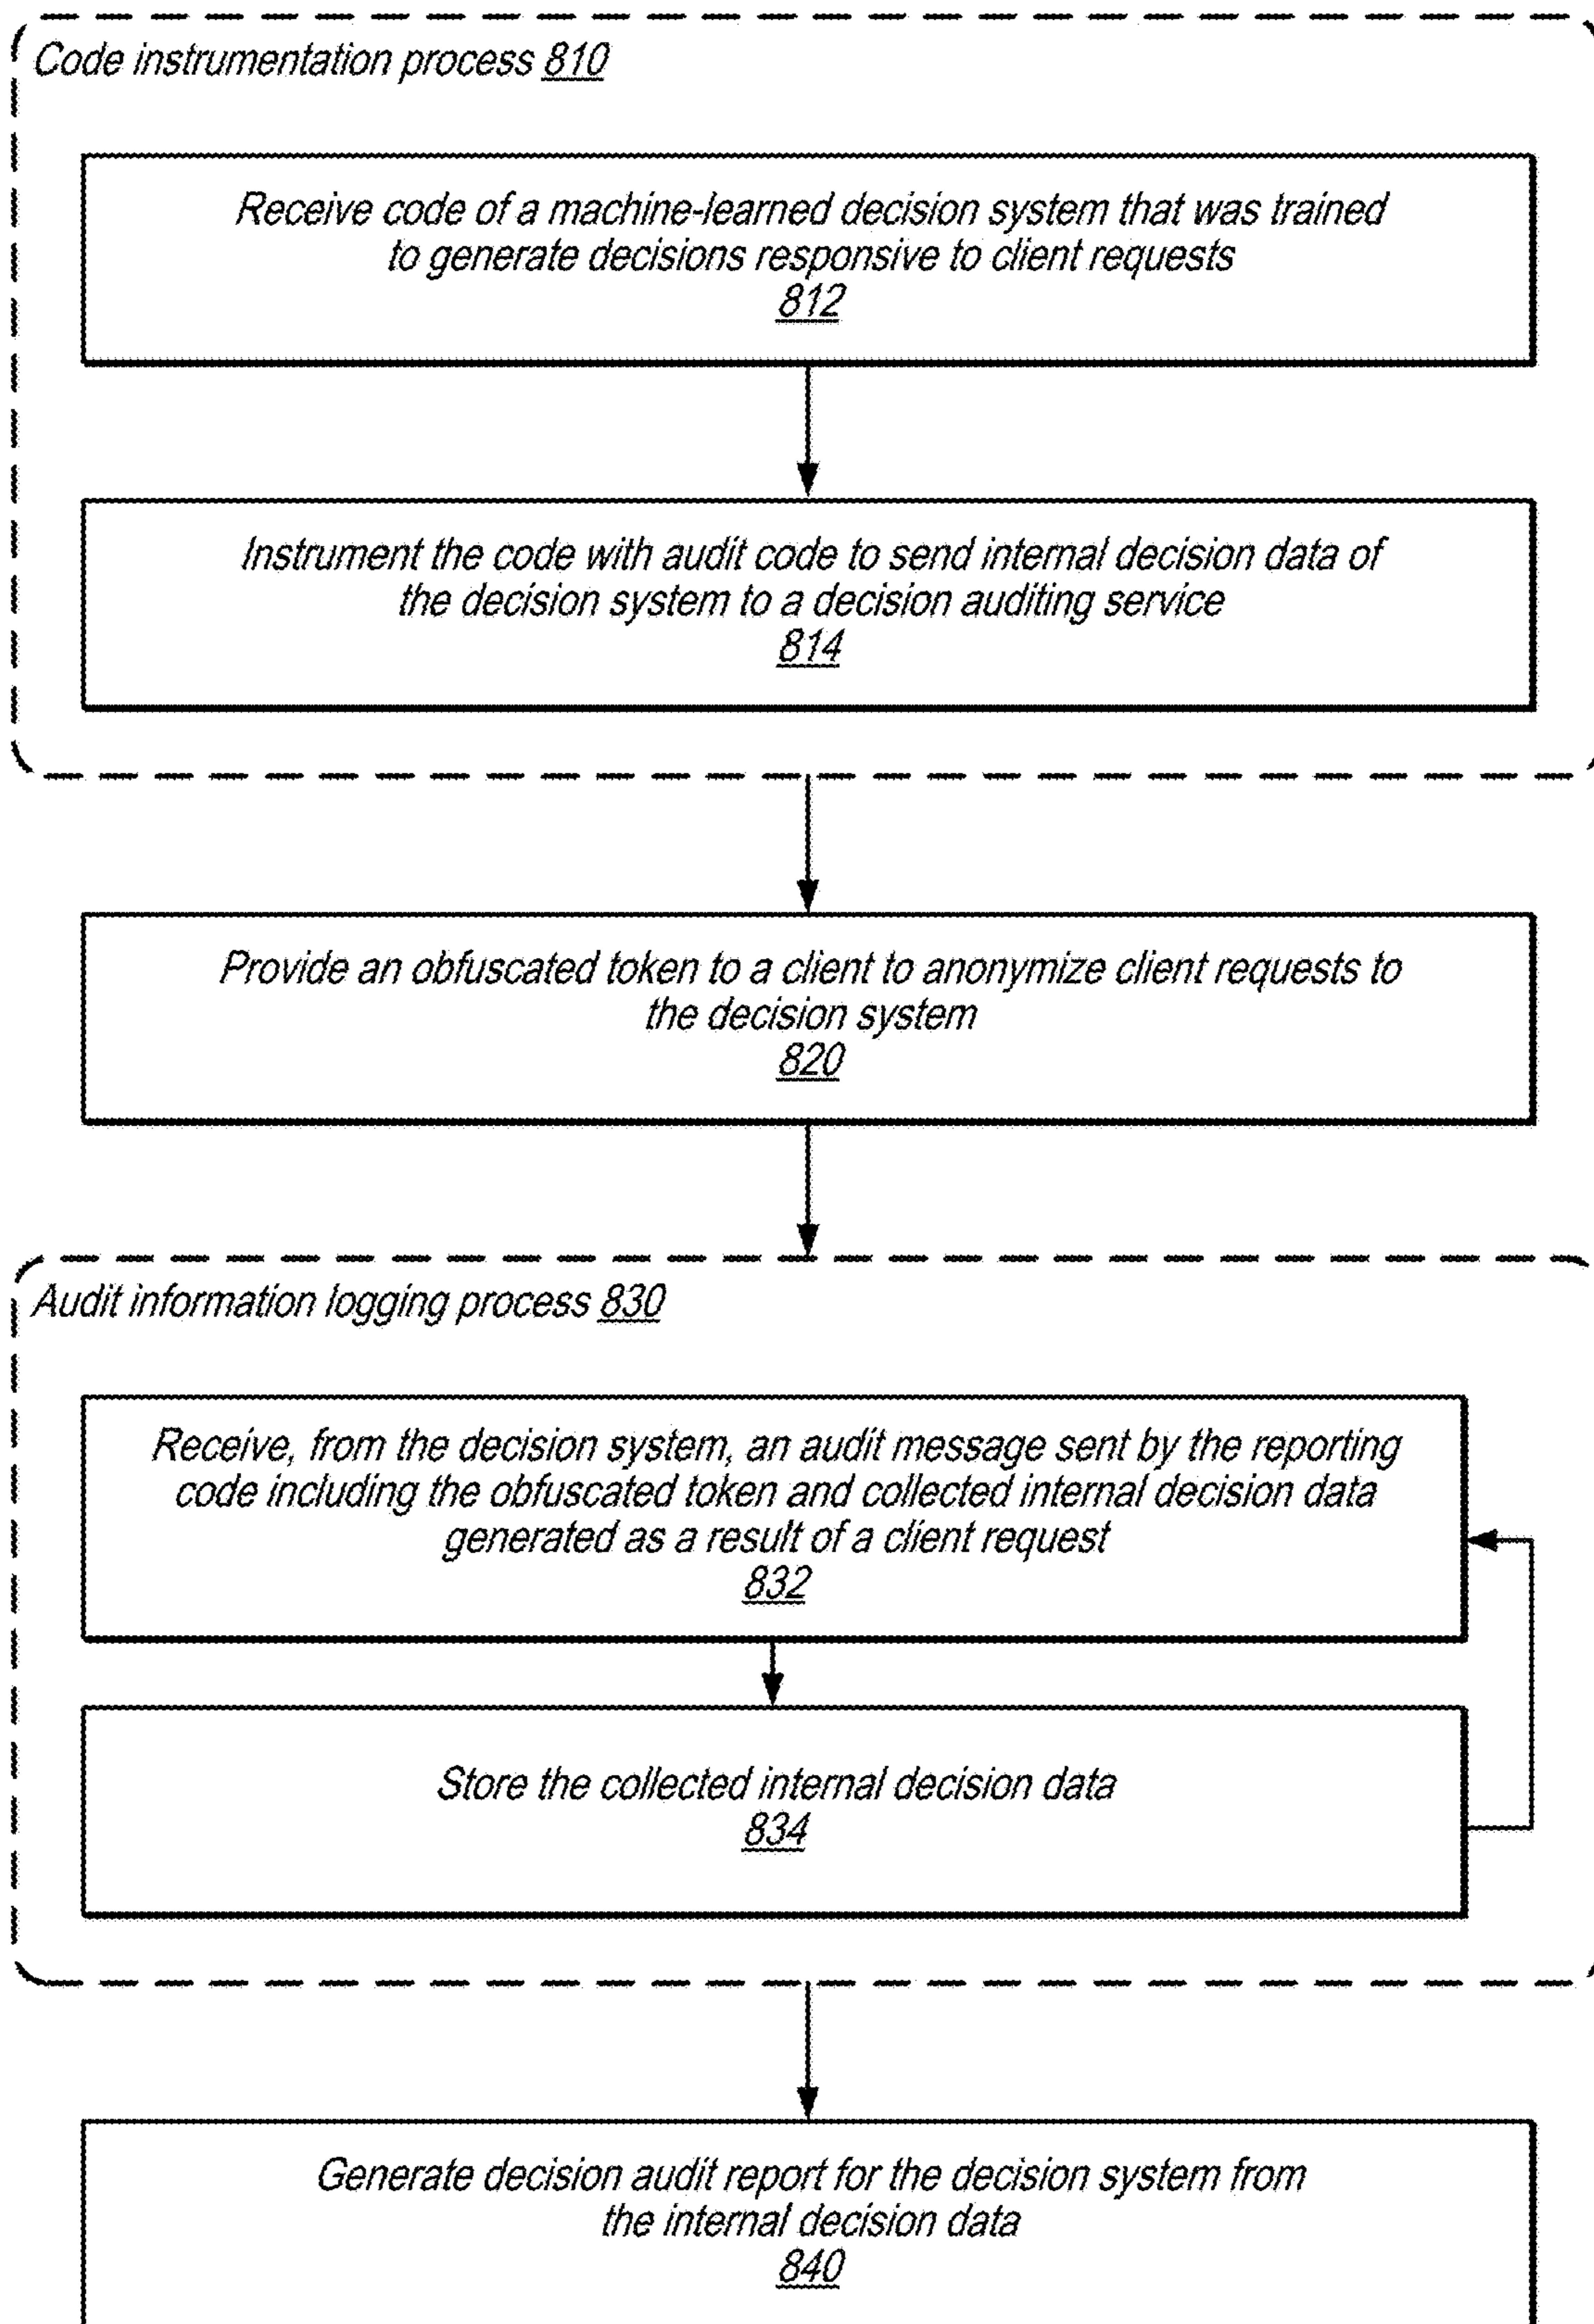 Code instrumentation process 810
Receive code of a machine-learned decision system that was trained
to generate decisions responsive to client requests
812
Instrument the code with audit code to send internal decision data of
the decision system to a decision auditing service
814
Provide an obfuscated token to a client to anonymize client requests to
the decision system
820
Audit information logging process 830
Receive, from the decision system, an audit message sent by the reporting
code including the obfuscated token and collected internal decision data
generated as a result of a client request
832
Store the collected internal decision data
834
Generate decision audit report for the decision system from
the internal decision data
840